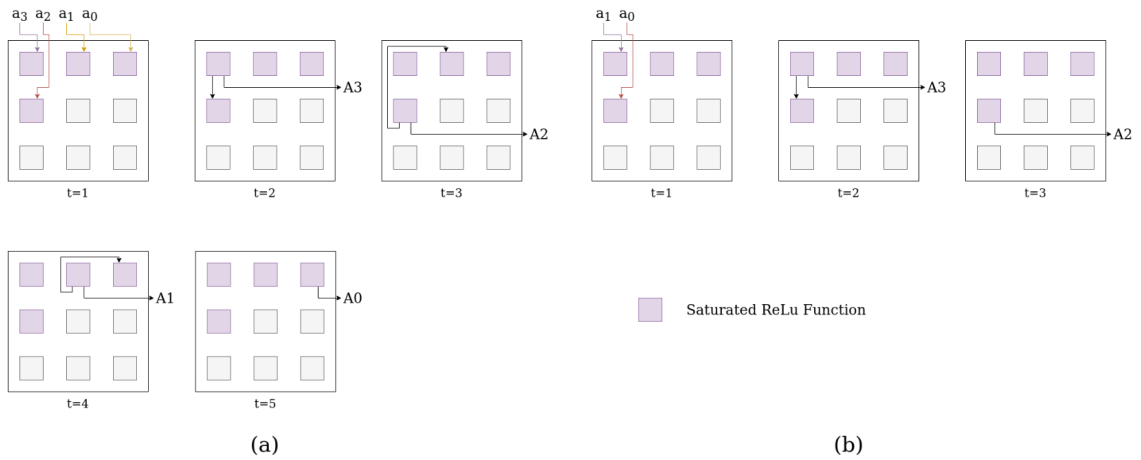 a3 a2 a1 a0
a1 a0
A3
A2
A3
A2
t=1
t=2
t=3
t=1
t=2
t=3
A1
A0
Saturated ReLu Function
t=4
t=5
(a)
(b)